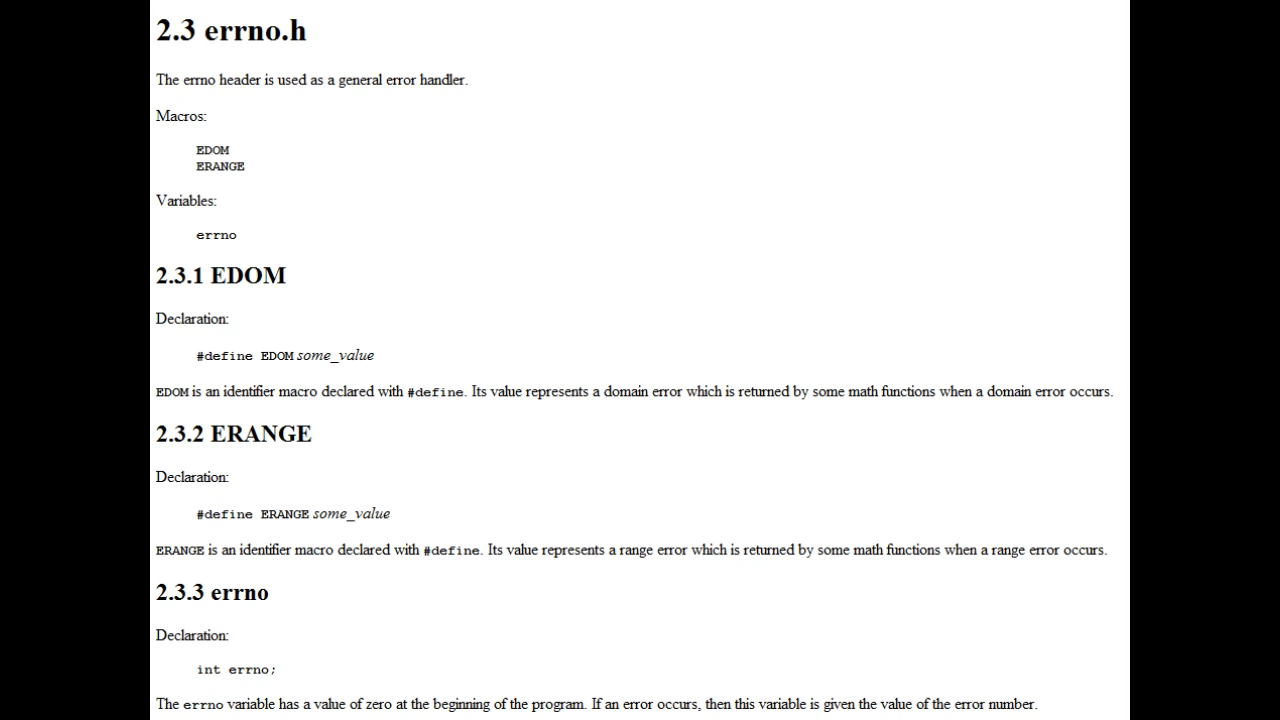 2.3 errno.h
The errno header is used as a general error handler.
Macros:
EDOM
ERANGE
Variables:
errno
2.3.1 EDOM
Declaration:
#define EDOM some_value
EDOM is an identifier macro declared with #define. Its value represents a domain error which is returned by some math functions when a domain error occurs.
2.3.2 ERANGE
Declaration:
#define ERANGE some_value
ERANGE is an identifier macro declared with #define. Its value represents a range error which is returned by some math functions when a range error occurs.
2.3.3 errno
Declaration:
int errno;
The errno variable has a value of zero at the beginning of the program. If an error occurs, then this variable is given the value of the error number.